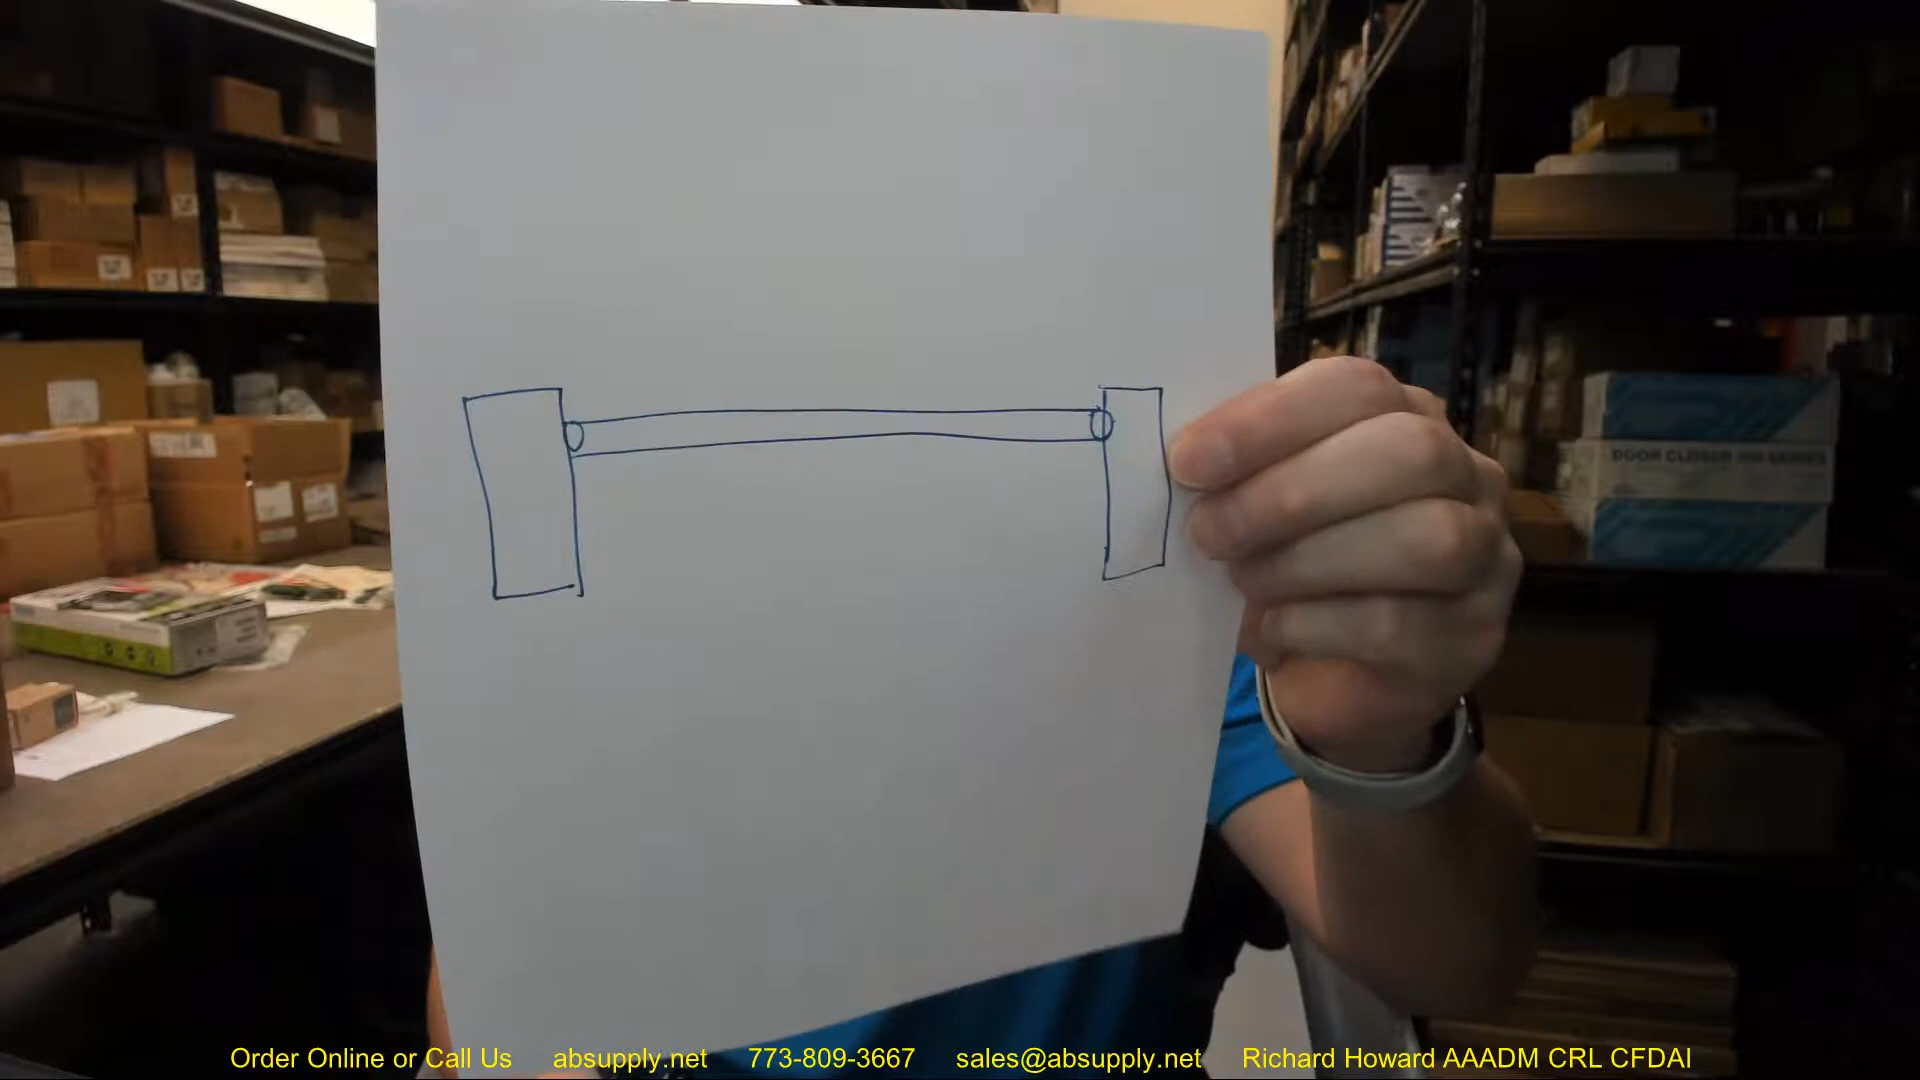 DOOR CLOSER 
Order Online or Call Us absupply.net 773-809-3667 sales@absupply.net Richard Howard AAADM CRL CFDAI